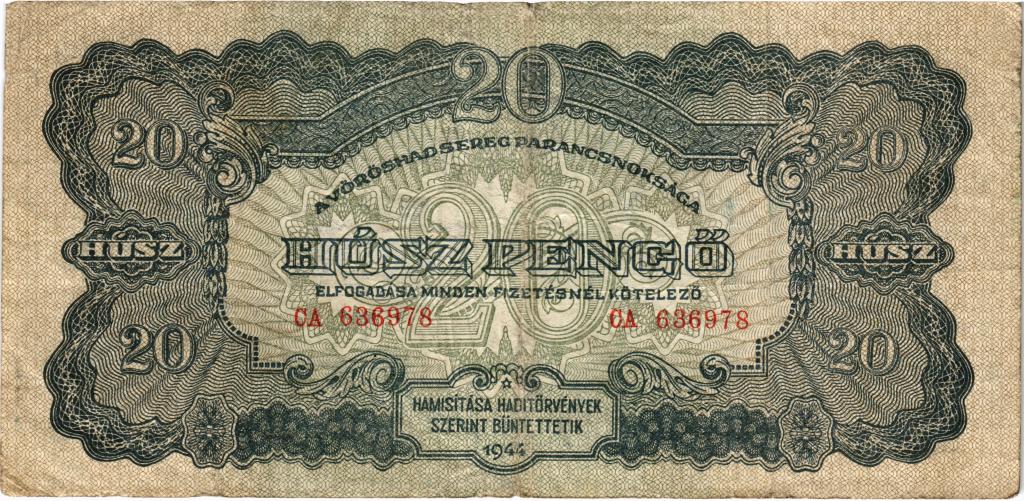 20
20 20
A VÖRÖSHADSEREG PARANCSNOKSÁGA
20
HÚSZ HÚSZ PENGŐ HÚSZ
ELFOGADÁSA MINDEN FIZETÉSNÉL KÖTELEZŐ
CA 636978 CA 636978
20 20
HAMISÍTÁSA HADITÖRVÉNYEK
SZERINT BÜNTETTETIK
1944